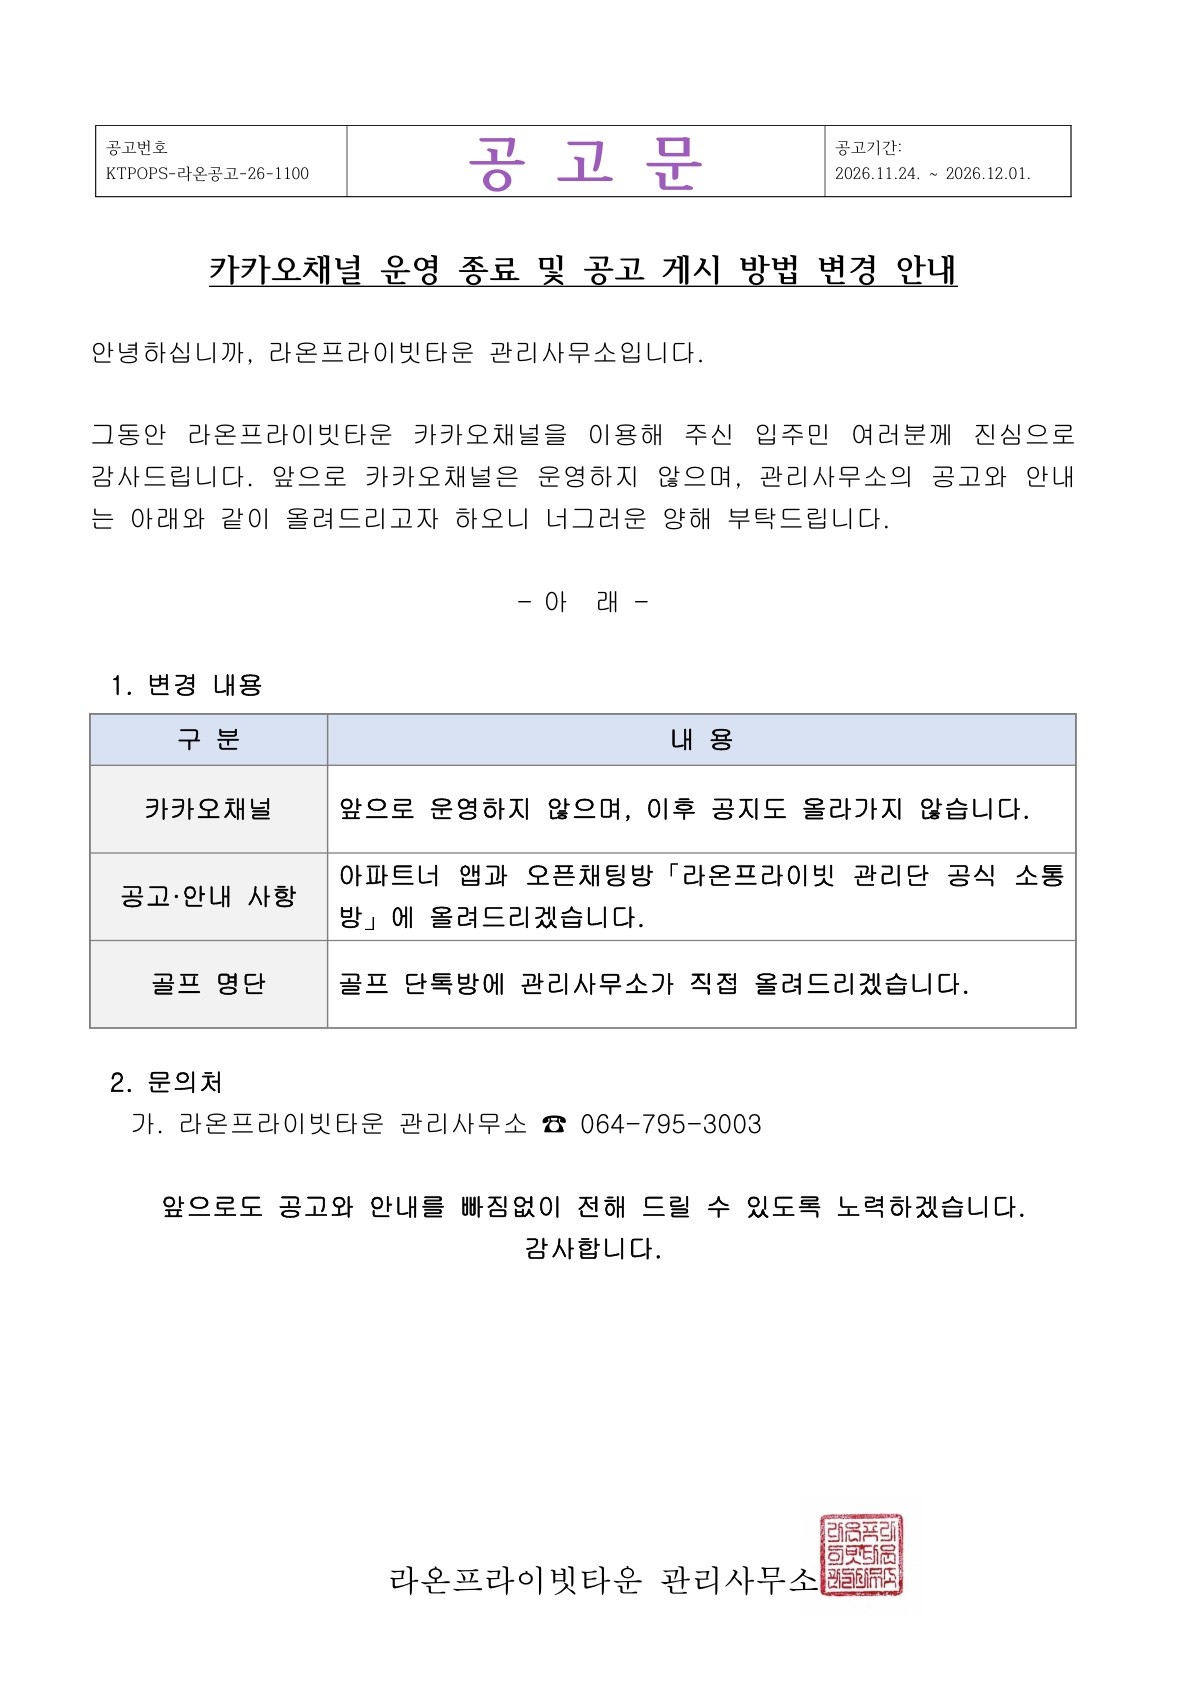 공고번호
KTPOPS-라온공고-26-1100
공 고 문
공고기간:
2026.11.24. ~ 2026.12.01.
카카오채널 운영 종료 및 공고 게시 방법 변경 안내
안녕하십니까, 라온프라이빗타운 관리사무소입니다.
그동안 라온프라이빗타운 카카오채널을 이용해 주신 입주민 여러분께 진심으로
감사드립니다. 앞으로 카카오채널은 운영하지 않으며, 관리사무소의 공고와 안내
는 아래와 같이 올려드리고자 하오니 너그러운 양해 부탁드립니다.
- 아 래 -
1. 변경 내용
구 분
내 용
카카오채널
앞으로 운영하지 않으며, 이후 공지도 올라가지 않습니다.
공고·안내 사항
아파트너 앱과 오픈채팅방「라온프라이빗 관리단 공식 소통
방」에 올려드리겠습니다.
골프 명단
골프 단톡방에 관리사무소가 직접 올려드리겠습니다.
2. 문의처
가. 라온프라이빗타운 관리사무소 ☎ 064-795-3003
앞으로도 공고와 안내를 빠짐없이 전해 드릴 수 있도록 노력하겠습니다.
감사합니다.
라온프라이빗타운 관리사무소